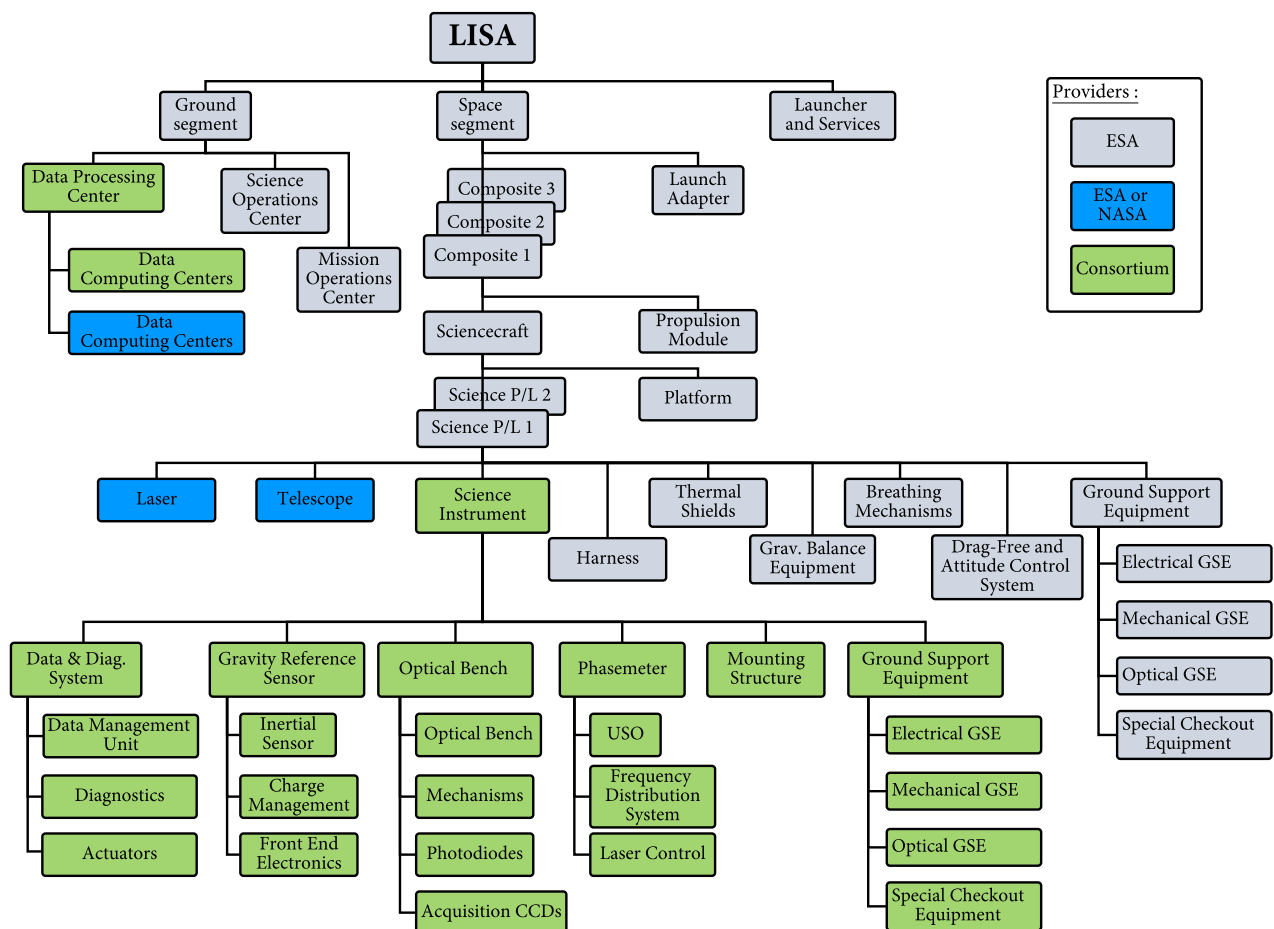 LISA
Ground
segment
Space
segment
Launcher
and Services
Providers :
ESA
ESA or
NASA
Consortium
Data Processing
Center
Science
Operations
Center
Mission
Operations
Center
Data
Computing Centers
Data
Computing Centers
Composite 3
Composite 2
Composite 1
Launch
Adapter
Sciencecraft
Propulsion
Module
Science P/L 2
Science P/L 1
Platform
Laser
Telescope
Science
Instrument
Harness
Thermal
Shields
Grav. Balance
Equipment
Breathing
Mechanisms
Drag-Free and
Attitude Control
System
Ground Support
Equipment
Electrical GSE
Mechanical GSE
Optical GSE
Special Checkout
Equipment
Data & Diag.
System
Data Management
Unit
Diagnostics
Actuators
Gravity Reference
Sensor
Inertial
Sensor
Charge
Management
Front End
Electronics
Optical Bench
Optical Bench
Mechanisms
Photodiodes
Acquisition CCDs
Phasemeter
USO
Frequency
Distribution
System
Laser Control
Mounting
Structure
Ground Support
Equipment
Electrical GSE
Mechanical GSE
Optical GSE
Special Checkout
Equipment